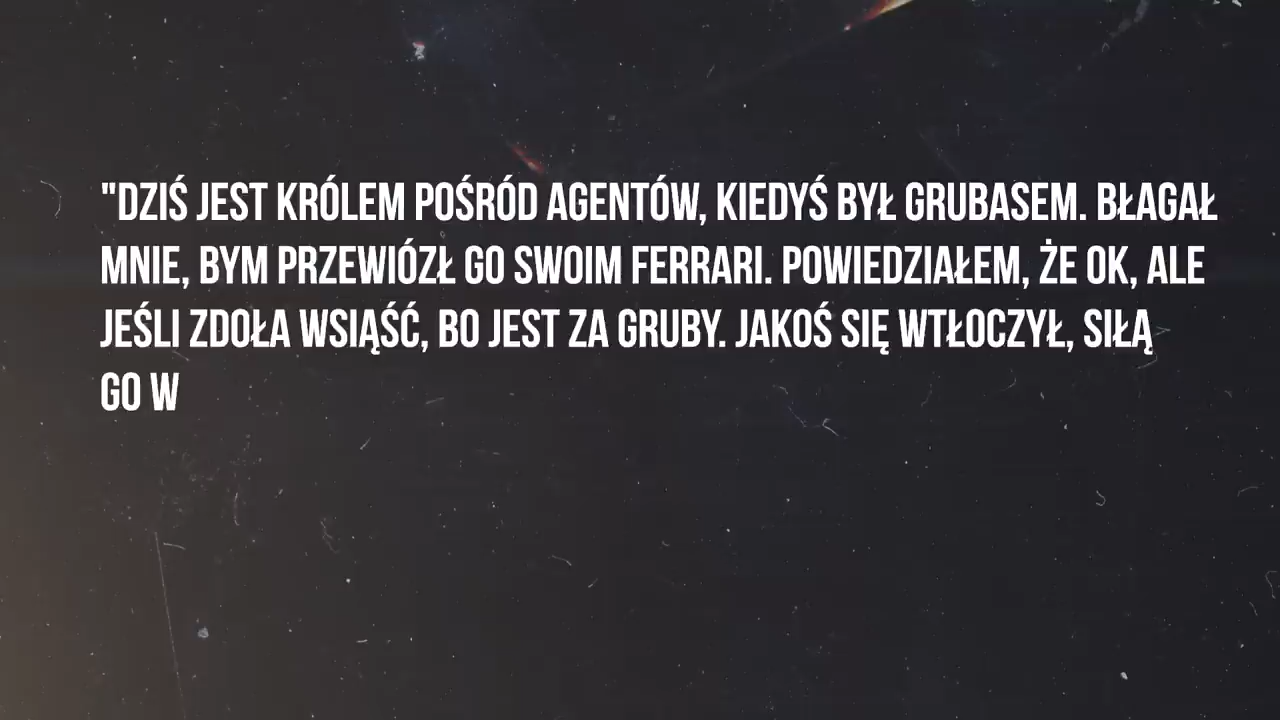 "DZIŚ JEST KRÓLEM POŚRÓD AGENTÓW, KIEDYŚ BYŁ GRUBASEM. BŁAGAŁ
MNIE, BYM PRZEWIÓZŁ GO SWOIM FERRARI. POWIEDZIAŁEM, ŻE OK, ALE
JEŚLI ZDOŁA WSIĄŚĆ, BO JEST ZA GRUBY. JAKOŚ SIĘ WTŁOCZYŁ, SIŁĄ
GO W